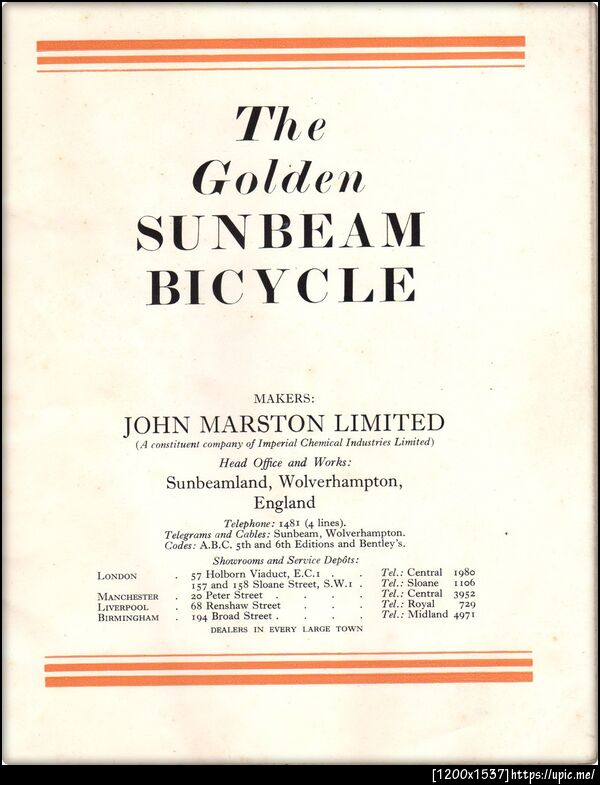 The
Golden
SUNBEAM
BICYCLE
MAKERS:
JOHN MARSTON LIMITED
(A constituent company of Imperial Chemical Industries Limited)
Head Office and Works:
Sunbeamland, Wolverhampton,
England
Telephone: 1481 (4 lines).
Telegrams and Cables: Sunbeam, Wolverhampton.
Codes: A.B.C. 5th and 6th Editions and Bentley's.
Showrooms and Service Depôts:
LONDON . 57 Holborn Viaduct, E.C.1 . . Tel.: Central 1980
157 and 158 Sloane Street, S.W.1 . Tel.: Sloane 1106
MANCHESTER . 20 Peter Street . . . . Tel.: Central 3952
LIVERPOOL . 68 Renshaw Street . . . Tel.: Royal 729
BIRMINGHAM . 194 Broad Street . . . Tel.: Midland 4971
DEALERS IN EVERY LARGE TOWN
[1200x1537]https://upic.me/